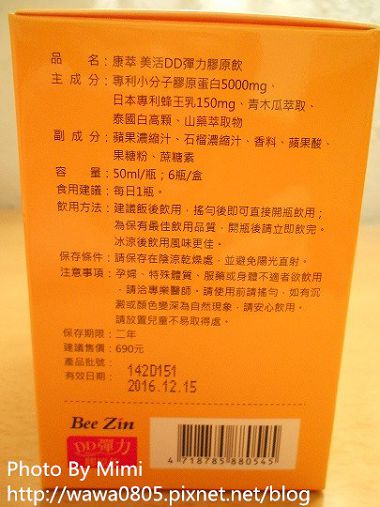 品　　名：康萃 美活DD彈力膠原飲
主 成 分：專利小分子膠原蛋白5000mg、
日本專利蜂王乳150mg、青木瓜萃取、
泰國白高顆、山藥萃取物
副 成 分：蘋果濃縮汁、石榴濃縮汁、香料、蘋果酸、
果糖粉、蔗糖素
容　　量：50ml/瓶；6瓶/盒
食用建議：每日1瓶。
飲用方法：建議飯後飲用，搖勻後即可直接開瓶飲用；
為保有最佳飲用品質，開瓶後請立即飲完。
冰涼後飲用風味更佳。
保存條件：請保存在陰涼乾燥處，並避免陽光直射。
注意事項：孕婦、特殊體質、服藥或身體不適者欲飲用
，請洽專業醫師。請使用前請搖勻，如有沉
澱或顏色變深為自然現象，請安心飲用。
請放置兒童不易取得處。
保存期限：二年
建議售價：690元
產品批號：
有效日期：
142D151
2016.12.15
Bee Zin
DD彈力
4 718785 880545
Photo By Mimi
http://wawa0805.pixnet.net/blog